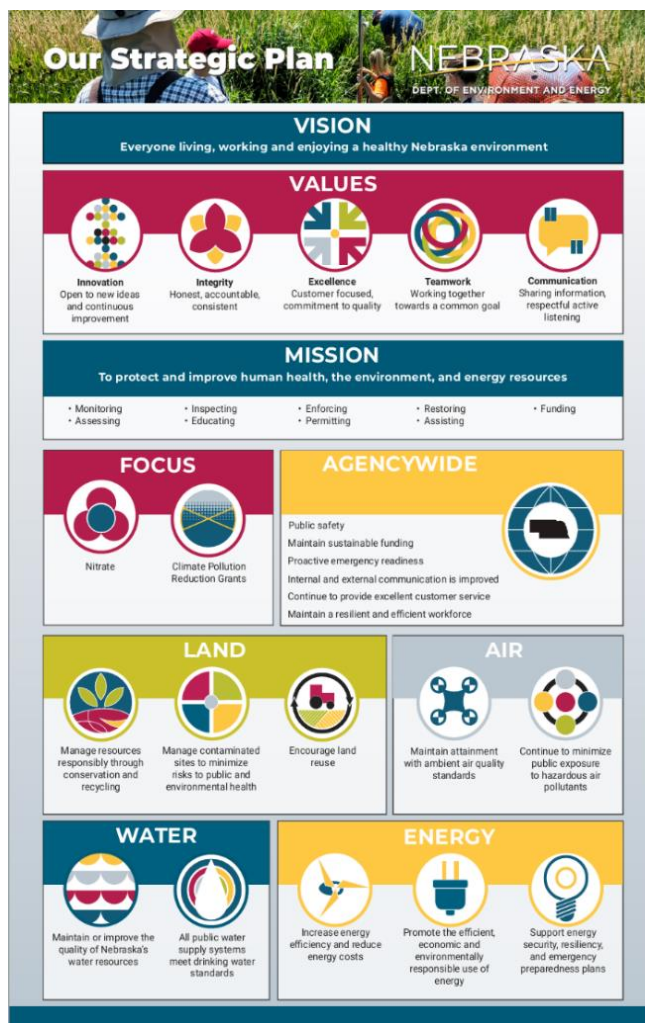 Our Strategic Plan
NEBRASKA
DEPT. OF ENVIRONMENT AND ENERGY
VISION
Everyone living, working and enjoying a healthy Nebraska environment
VALUES
Innovation
Open to new ideas
and continuous
improvement
Integrity
Honest, accountable,
consistent
Excellence
Customer focused,
commitment to quality
Teamwork
Working together
towards a common goal
Communication
Sharing information,
respectful active
listening
MISSION
To protect and improve human health, the environment, and energy resources
• Monitoring
• Assessing
• Inspecting
• Educating
• Enforcing
• Permitting
• Restoring
• Assisting
• Funding
FOCUS
Nitrate
Climate Pollution
Reduction Grants
AGENCYWIDE
Public safety
Maintain sustainable funding
Proactive emergency readiness
Internal and external communication is improved
Continue to provide excellent customer service
Maintain a resilient and efficient workforce
LAND
Manage resources
responsibly through
conservation and
recycling
Manage contaminated
sites to minimize
risks to public and
environmental health
Encourage land
reuse
AIR
Maintain attainment
with ambient air quality
standards
Continue to minimize
public exposure
to hazardous air
pollutants
WATER
Maintain or improve the
quality of Nebraska's
water resources
All public water
supply systems
meet drinking water
standards
ENERGY
Increase energy
efficiency and reduce
energy costs
Promote the efficient,
economic and
environmentally
responsible use of
energy
Support energy
security, resiliency,
and emergency
preparedness plans